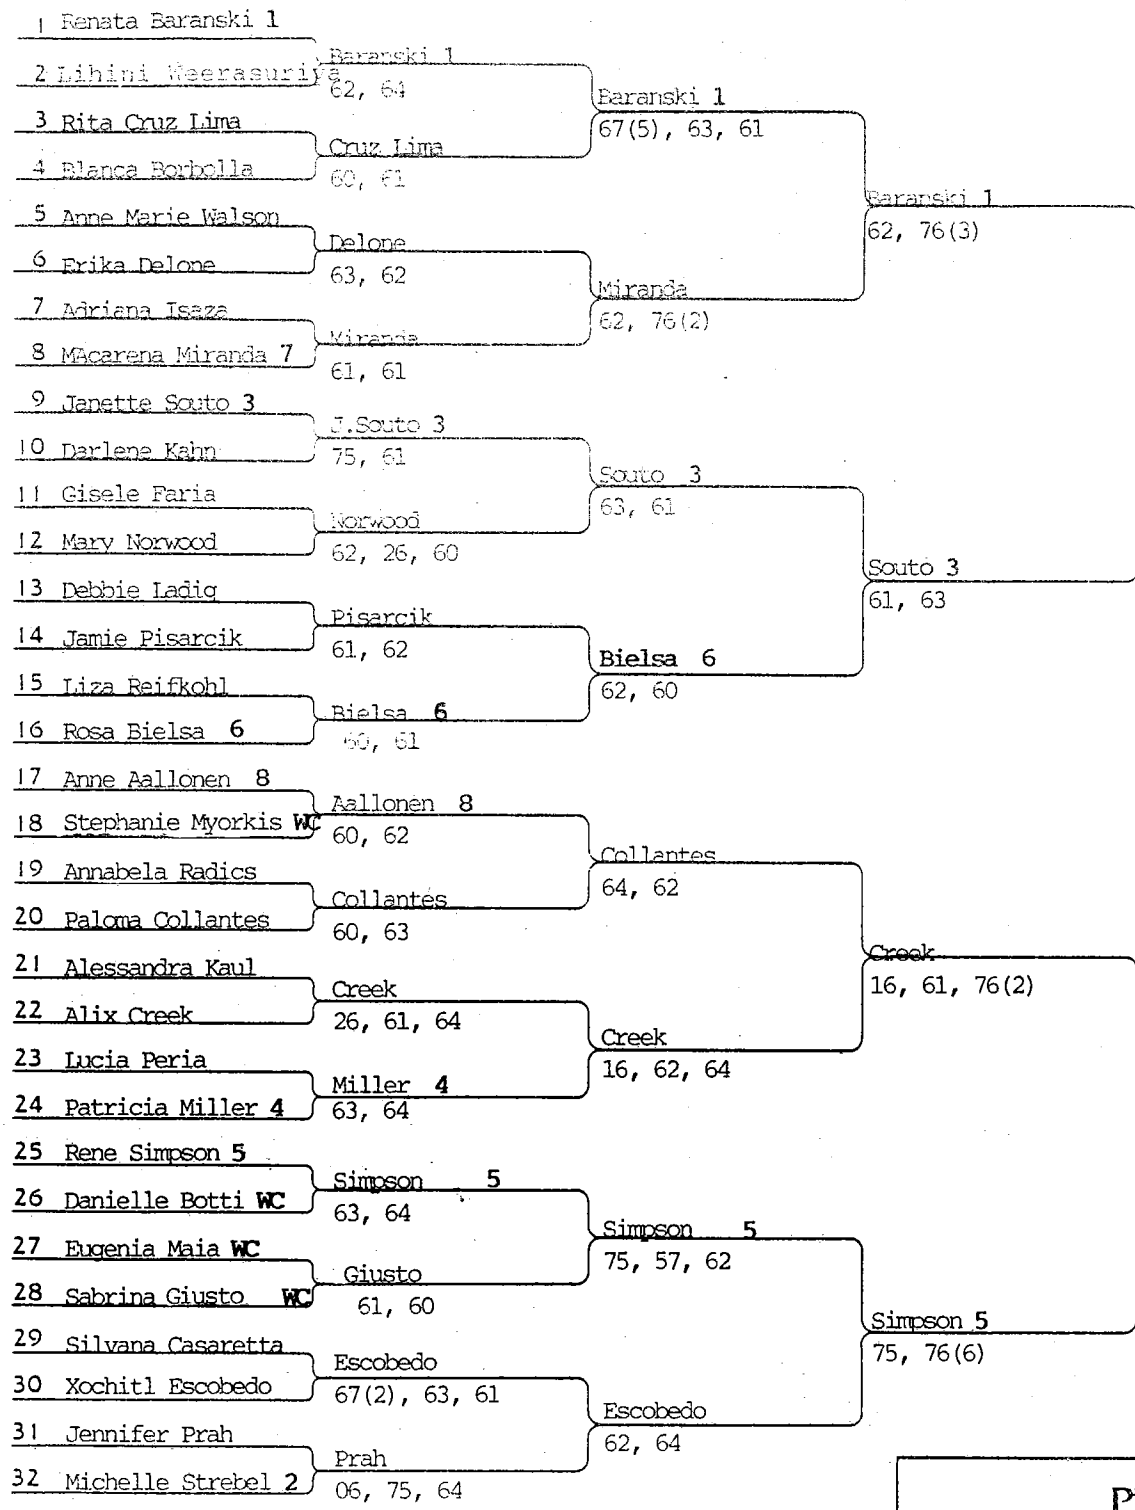 1 Renata Baranski 1
2 Lihini Weerasuriya
3 Rita Cruz Lima
4 Blanca Borbolla
5 Anne Marie Walson
6 Erika Delone
7 Adriana Isaza
8 MAcarena Miranda 7
9 Janette Souto 3
10 Darlene Kahn
11 Gisele Faria
12 Mary Norwood
13 Debbie Ladig
14 Jamie Pisarcik
15 Liza Reifkohl
16 Rosa Bielsa 6
17 Anne Aallonen 8
18 Stephanie Myorkis WC
19 Annabela Radics
20 Paloma Collantes
21 Alessandra Kaul
22 Alix Creek
23 Lucia Peria
24 Patricia Miller 4
25 Rene Simpson 5
26 Danielle Botti WC
27 Eugenia Maia WC
28 Sabrina Giusto WC
29 Silvana Casaretta
30 Xochitl Escobedo
31 Jennifer Prah
32 Michelle Strebel 2
Baranski 1
62, 64
Cruz Lima
60, 61
Delone
63, 62
Miranda
61, 61
J.Souto 3
75, 61
Norwood
62, 26, 60
Pisarcik
61, 62
Bielsa 6
60, 61
Aallonen 8
60, 62
Collantes
60, 63
Creek
26, 61, 64
Miller 4
63, 64
Simpson 5
63, 64
Giusto
61, 60
Escobedo
67(2), 63, 61
Prah
06, 75, 64
Baranski 1
67(5), 63, 61
Miranda
62, 76(2)
Souto 3
63, 61
Bielsa 6
62, 60
Collantes
64, 62
Creek
16, 62, 64
Simpson 5
75, 57, 62
Escobedo
62, 64
Baranski 1
62, 76(3)
Souto 3
61, 63
Creek
16, 61, 76(2)
Simpson 5
75, 76(6)